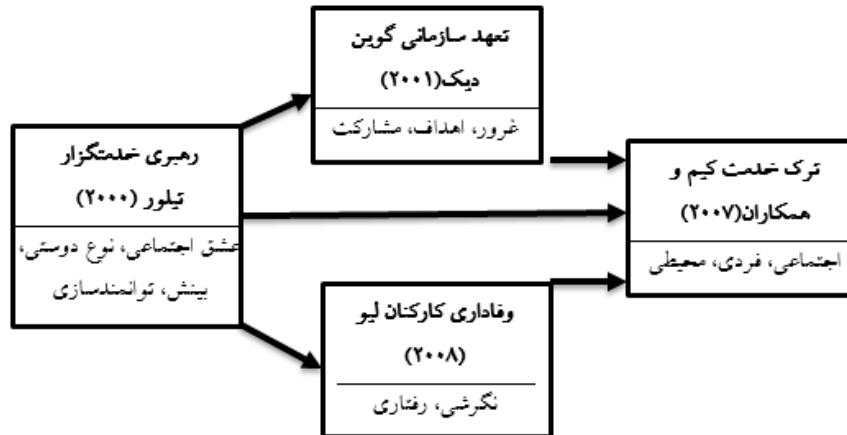 تعهد سازمانی گوین
دیک(۲۰۰۱)
غرور، اهداف، مشارکت
رهبری خدمتگزار
تیلور (۲۰۰۰)
عشق اجتماعی، نوع دوستی،
بینش، توانمندسازی
ترک خدمت کیم و
همکاران(۲۰۰۷)
اجتماعی، فردی، محیطی
وفاداری کارکنان لیو
(۲۰۰۸)
نگرشی، رفتاری